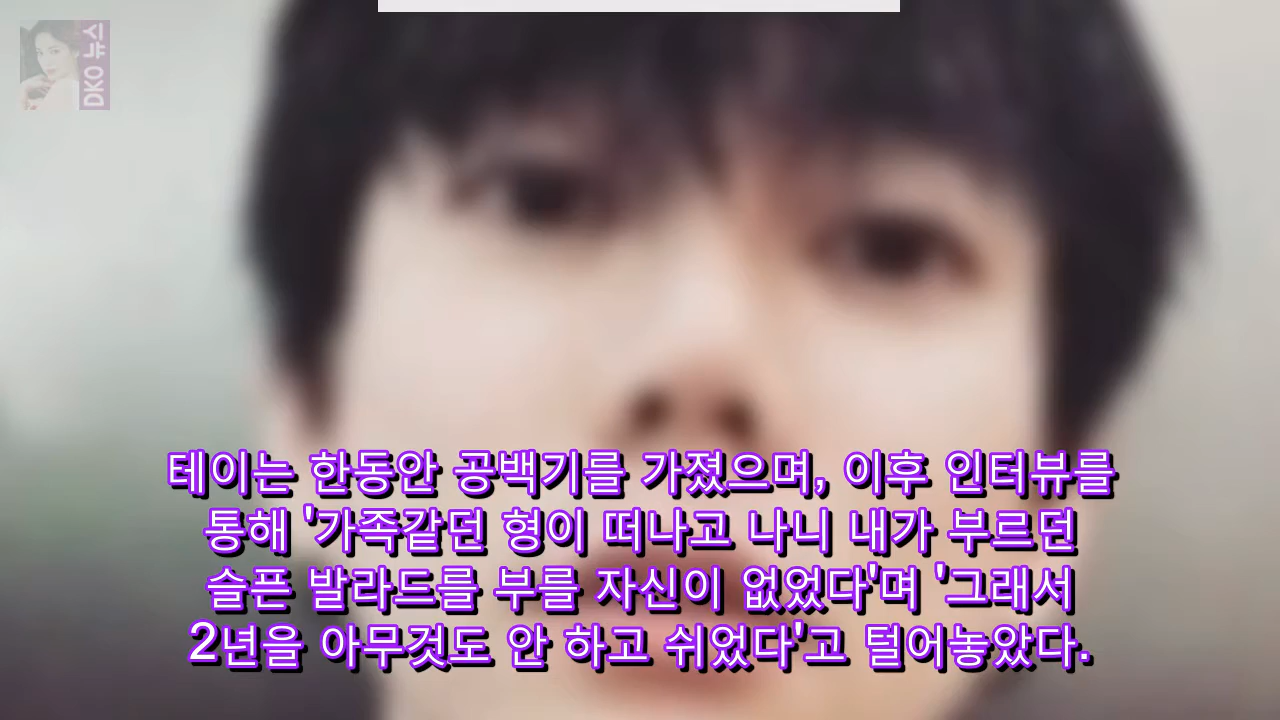 DKO 뉴스
테이는 한동안 공백기를 가졌으며, 이후 인터뷰를
통해 '가족같던 형이 떠나고 나니 내가 부르던
슬픈 발라드를 부를 자신이 없었다'며 '그래서
2년을 아무것도 안 하고 쉬었다'고 털어놓았다.